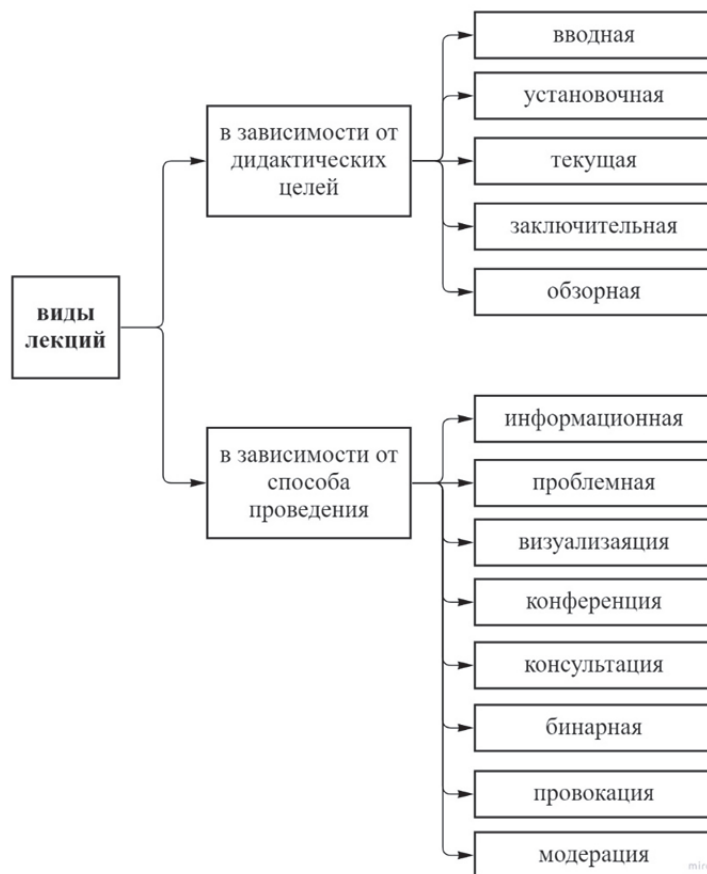 виды
лекций
в зависимости от
дидактических
целей
вводная
установочная
текущая
заключительная
обзорная
в зависимости от
способа
проведения
информационная
проблемная
визуализаяция
конференция
консультация
бинарная
провокация
модерация